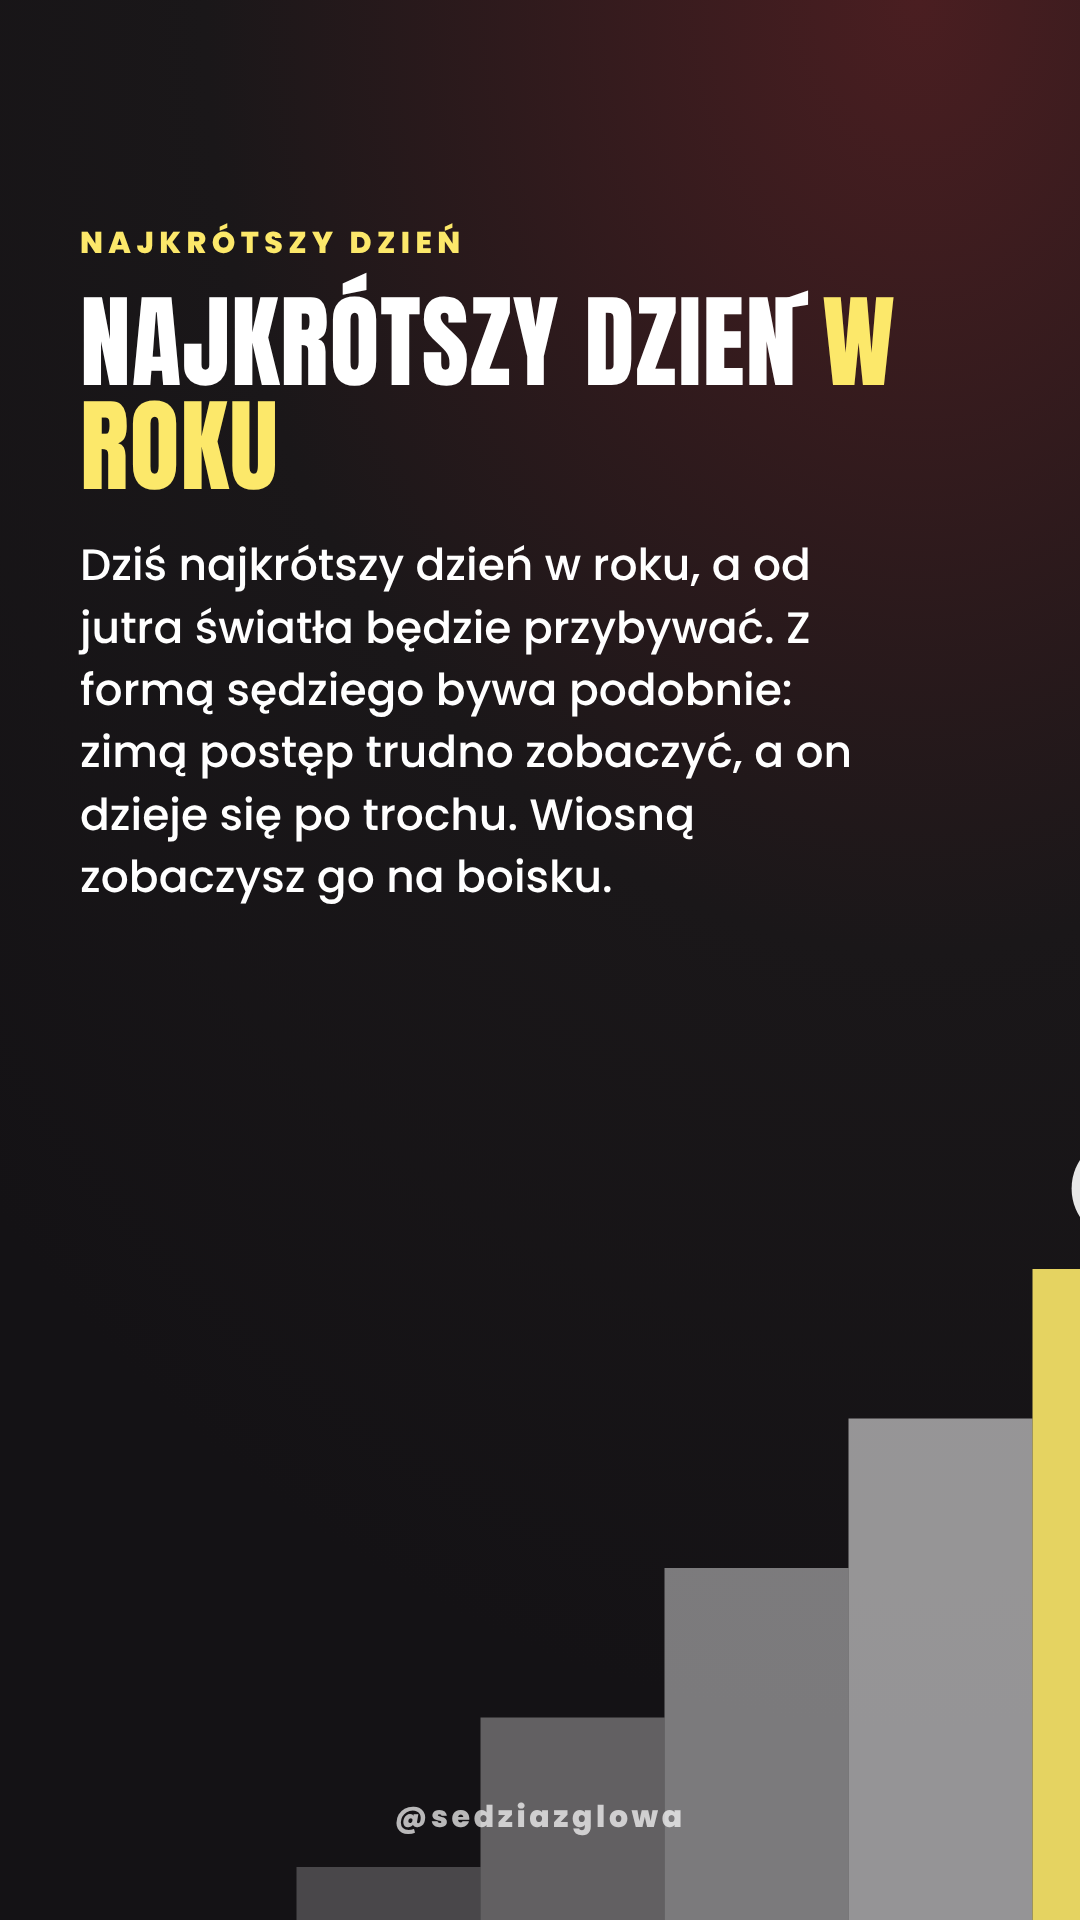 NAJKRÓTSZY DZIEŃ
NAJKRÓTSZY DZIEŃ W
ROKU
Dziś najkrótszy dzień w roku, a od
jutra światła będzie przybywać. Z
formą sędziego bywa podobnie:
zimą postęp trudno zobaczyć, a on
dzieje się po trochu. Wiosną
zobaczysz go na boisku.
@sedziazglowa